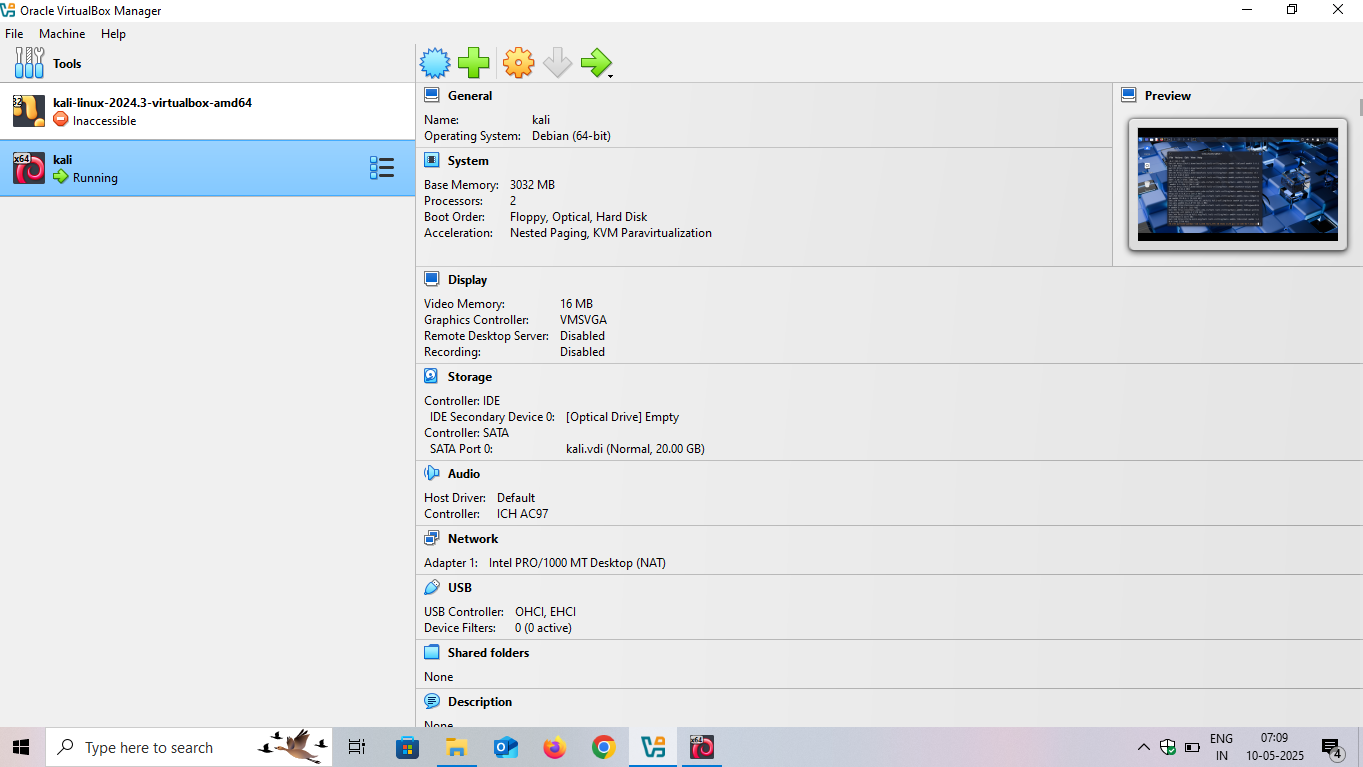 Oracle VirtualBox Manager
File Machine Help
Tools
32
kali-linux-2024.3-virtualbox-amd64
Inaccessible
x64
kali
Running
General
Name: kali
Operating System: Debian (64-bit)
System
Base Memory: 3032 MB
Processors: 2
Boot Order: Floppy, Optical, Hard Disk
Acceleration: Nested Paging, KVM Paravirtualization
Preview
Display
Video Memory: 16 MB
Graphics Controller: VMSVGA
Remote Desktop Server: Disabled
Recording: Disabled
Storage
Controller: IDE
IDE Secondary Device 0: [Optical Drive] Empty
Controller: SATA
SATA Port 0: kali.vdi (Normal, 20.00 GB)
Audio
Host Driver: Default
Controller: ICH AC97
Network
Adapter 1: Intel PRO/1000 MT Desktop (NAT)
USB
USB Controller: OHCI, EHCI
Device Filters: 0 (0 active)
Shared folders
None
Description
None
Type here to search
x64
ENG
IN
07:09
10-05-2025
4